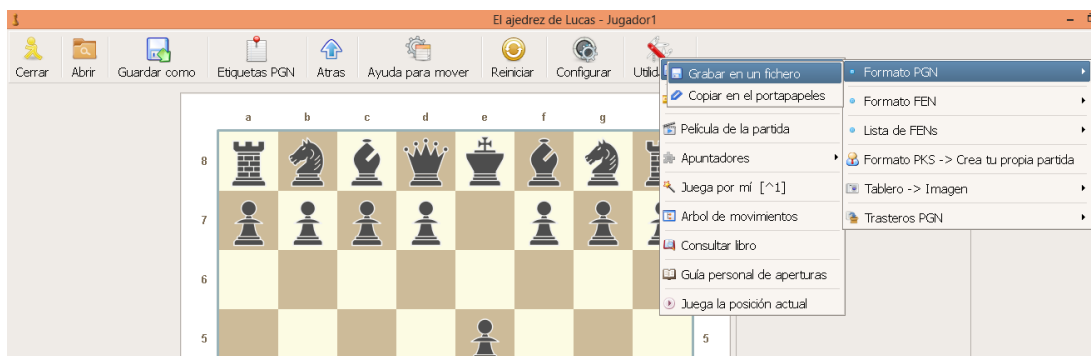 El ajedrez de Lucas - Jugador1
Cerrar Abrir Guardar como Etiquetas PGN Atras Ayuda para mover Reiniciar Configurar Utilid
Grabar en un fichero
Copiar en el portapapeles
Película de la partida
Apuntadores
Juega por mí [^1]
Arbol de movimientos
Consultar libro
Guía personal de aperturas
Juega la posición actual
Formato PGN
Formato FEN
Lista de FENs
Formato PKS -> Crea tu propia partida
Tablero -> Imagen
Trasteros PGN
a b c d e f g
8
7
6
5 5